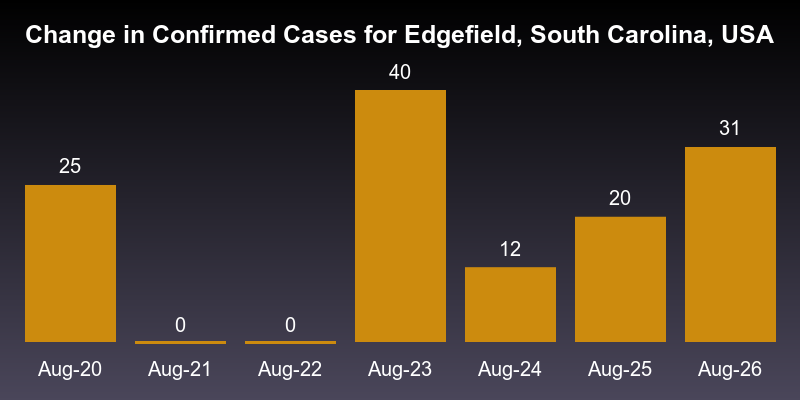 Change in Confirmed Cases for Edgefield, South Carolina, USA
25
0
0
40
12
20
31
Aug-20
Aug-21
Aug-22
Aug-23
Aug-24
Aug-25
Aug-26